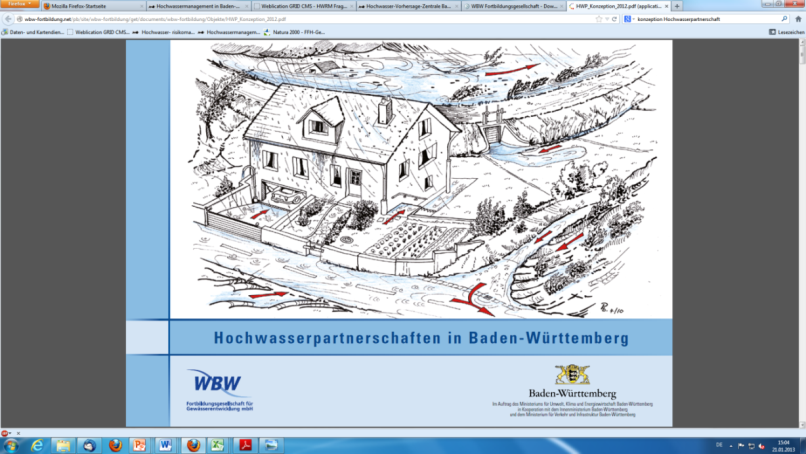 Firefox
Mozilla Firefox-Startseite
Hochwassermanagement in Baden-...
Weblication GRID CMS - HWRM Frag...
Hochwasser-Vorhersage-Zentrale Ba...
WBW Fortbildungsgesellschaft - Dow...
HWP_Konzeption_2012.pdf (applicati...
wbw-fortbildung.net/pb/site/wbw-fortbildung/get/documents/wbw-fortbildung/Objekte/HWP_Konzeption_2012.pdf
konzeption Hochwasserpartnerschaft
Daten- und Kartendien...
Weblication GRID CMS...
Hochwasser- risikoma...
Hochwassermanagem...
Natura 2000 - FFH-Ge...
Lesezeichen
Hochwasserpartnerschaften in Baden-Württemberg
WBW
Fortbildungsgesellschaft für
Gewässerentwicklung mbH
Baden-Württemberg
Im Auftrag des Ministeriums für Umwelt, Klima und Energiewirtschaft Baden-Württemberg
in Kooperation mit dem Innenministerium Baden-Württemberg
und dem Ministerium für Verkehr und Infrastruktur Baden-Württemberg
DE
15:04
21.01.2013